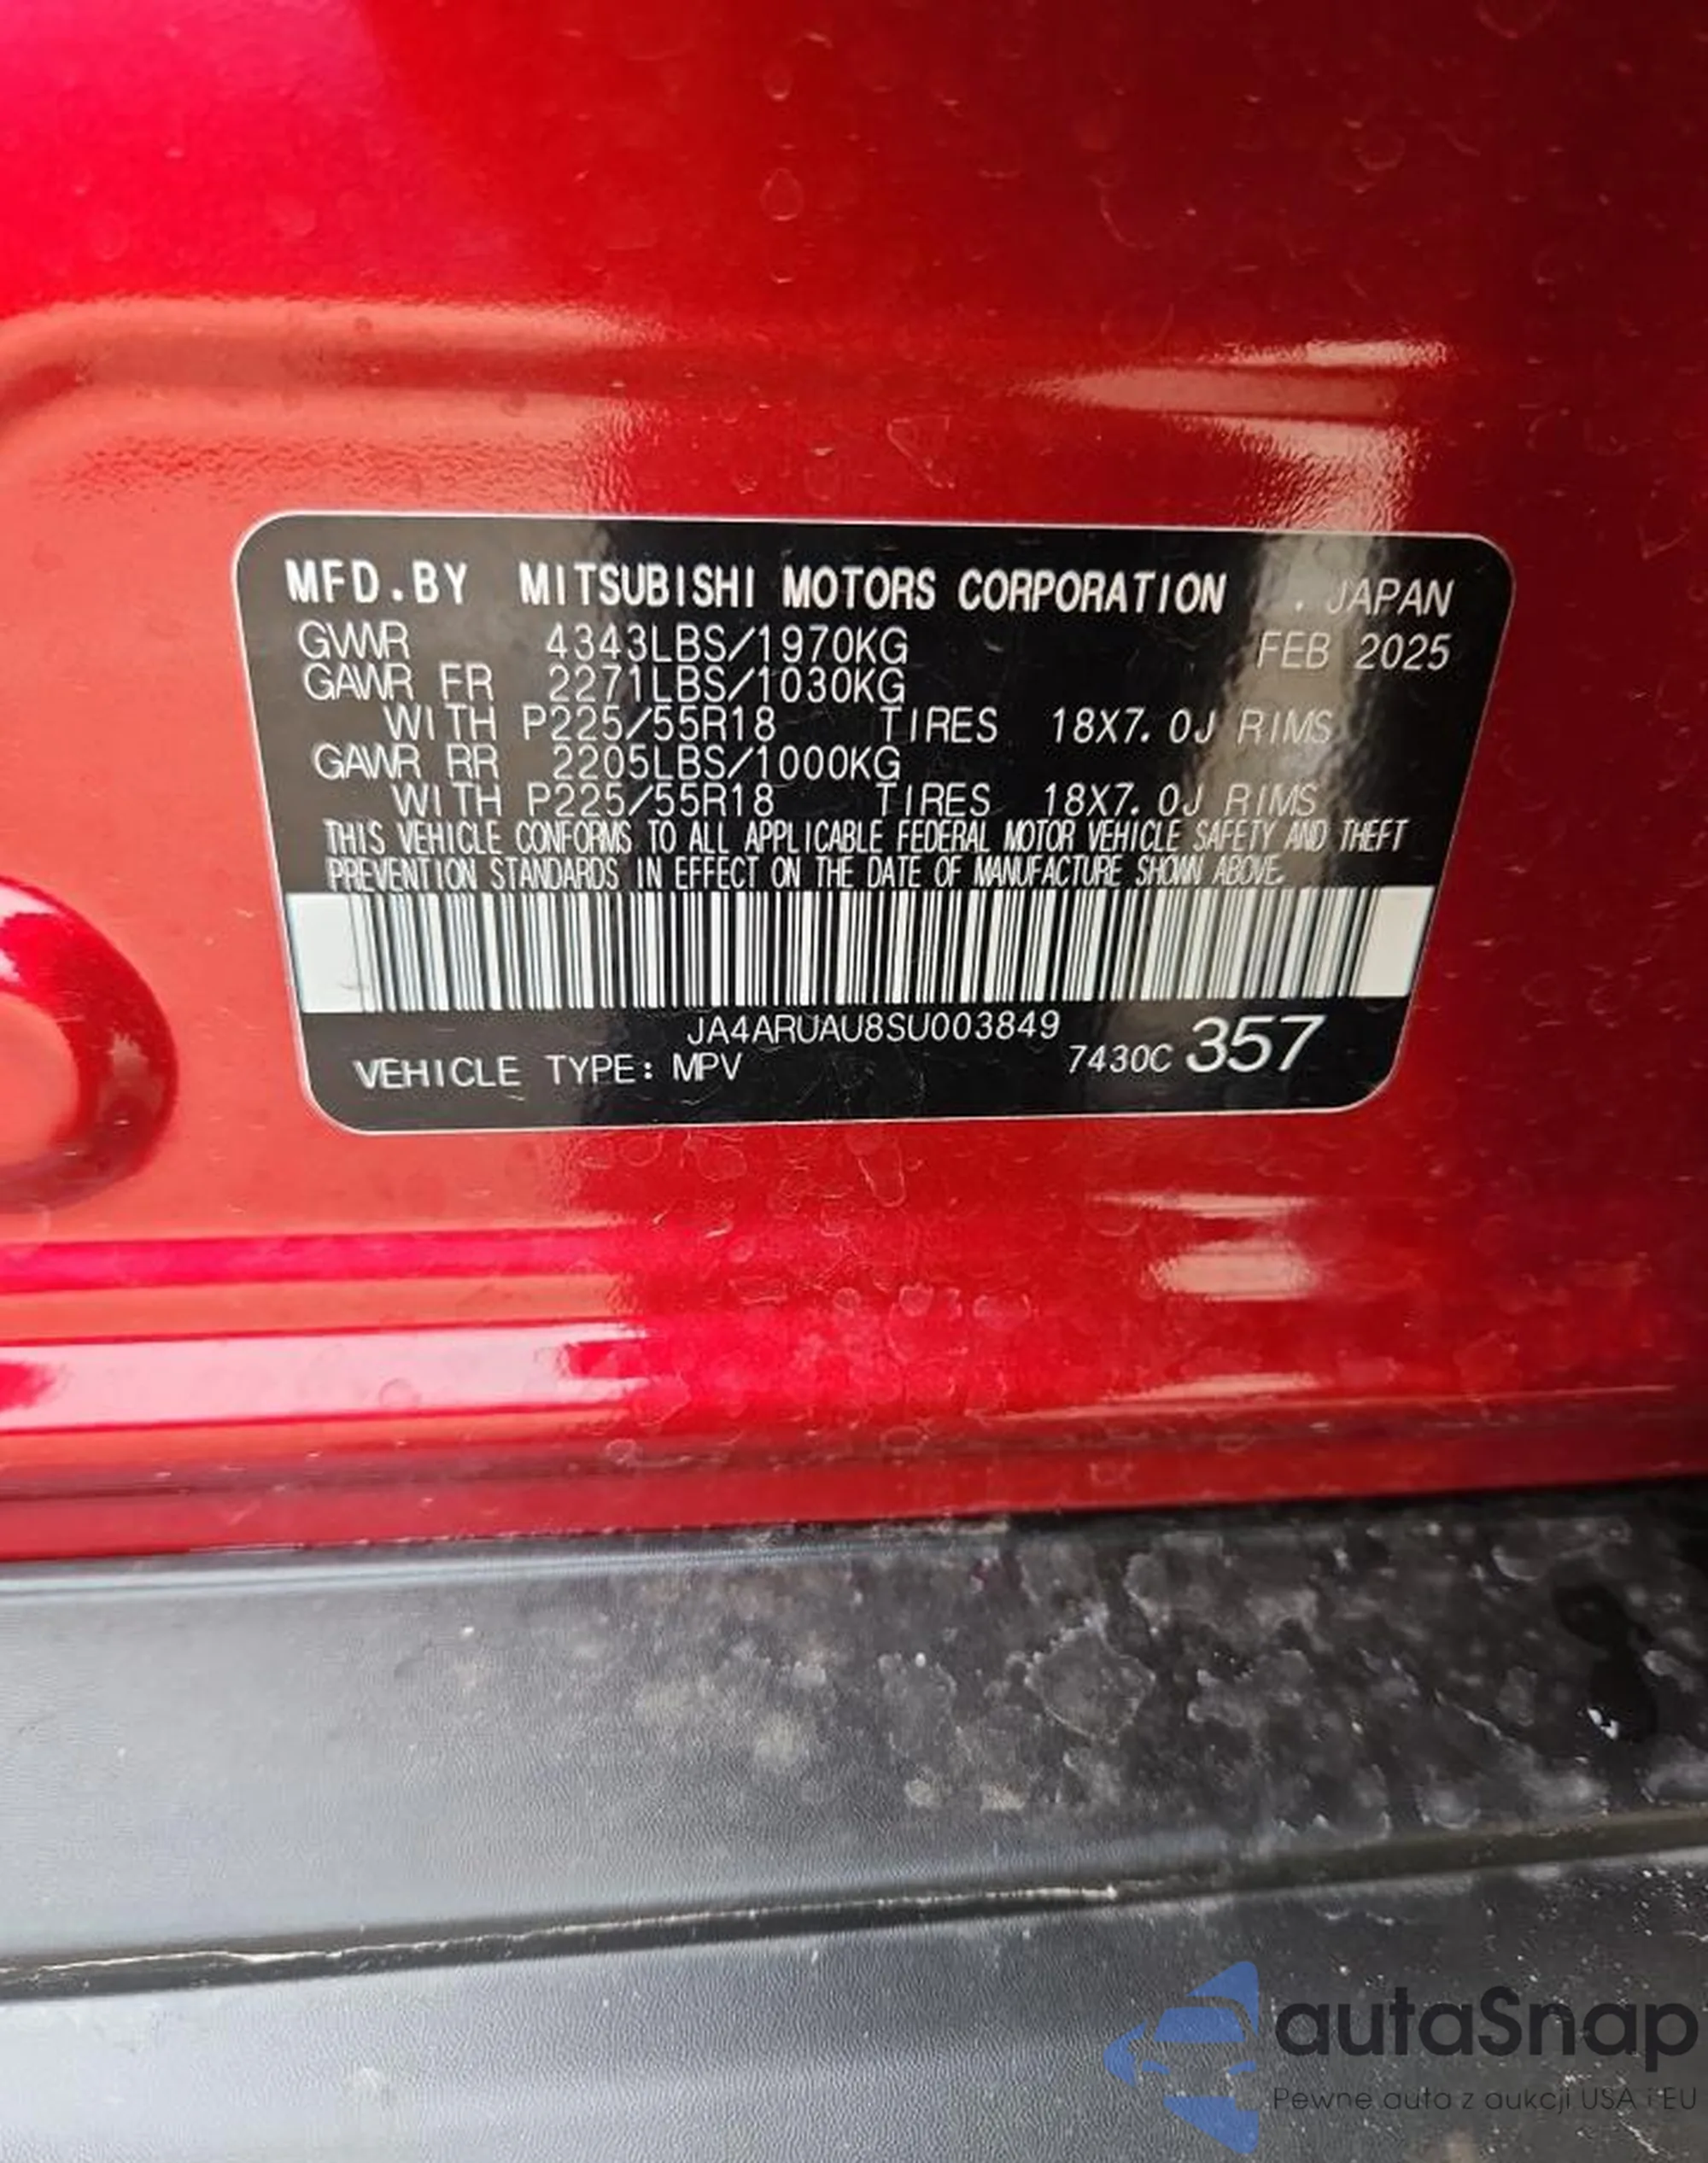 MFD.BY MITSUBISHI MOTORS CORPORATION . JAPAN
GVWR 4343LBS/1970KG FEB 2025
GAWR FR 2271LBS/1030KG
WITH P225/55R18 TIRES 18X7.0J RIMS
GAWR RR 2205LBS/1000KG
WITH P225/55R18 TIRES 18X7.0J RIMS
THIS VEHICLE CONFORMS TO ALL APPLICABLE FEDERAL MOTOR VEHICLE SAFETY AND THEFT
PREVENTION STANDARDS IN EFFECT ON THE DATE OF MANUFACTURE SHOWN ABOVE.
JA4ARUAU8SU003849
VEHICLE TYPE: MPV 7430C 357
autaSnap
Pewne auta z aukcji USA i EU